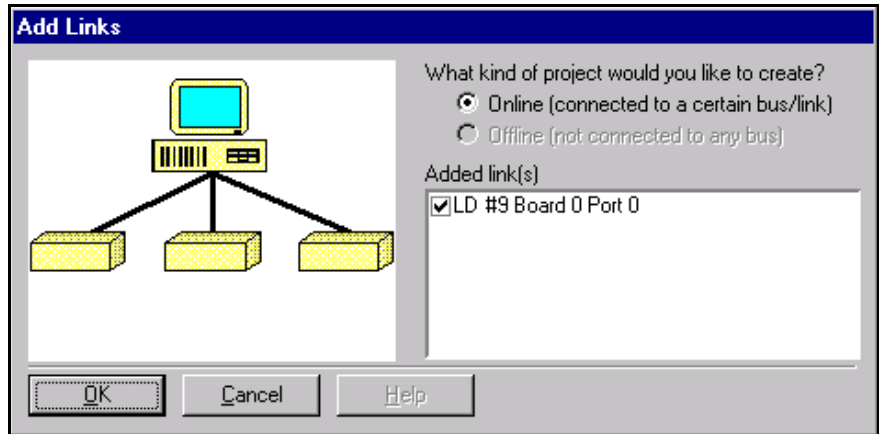 Add Links
What kind of project would you like to create?
Online (connected to a certain bus/link)
Offline (not connected to any bus)
Added link(s)
LD #9 Board 0 Port 0
OK Cancel Help